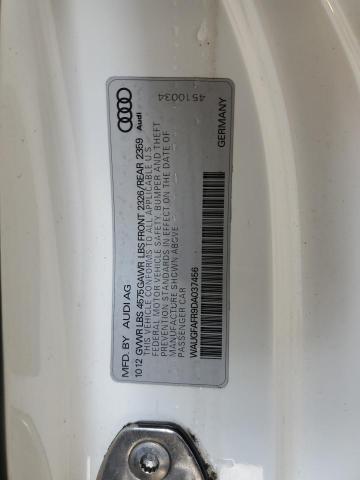 Audi
4510034
MFD. BY AUDI AG
GERMANY
10 12 GVWR LBS 4575 GAWR LBS FRONT 2326/REAR 2359
THIS VEHICLE CONFORMS TO ALL APPLICABLE U.S
FEDERAL MOTOR VEHICLE SAFETY, BUMPER AND THEFT
PREVENTION STANDARDS IN EFFECT ON THE DATE OF
MANUFACTURE SHOWN ABOVE.
PASSENGER CAR
WAUGFAFR9DA037456